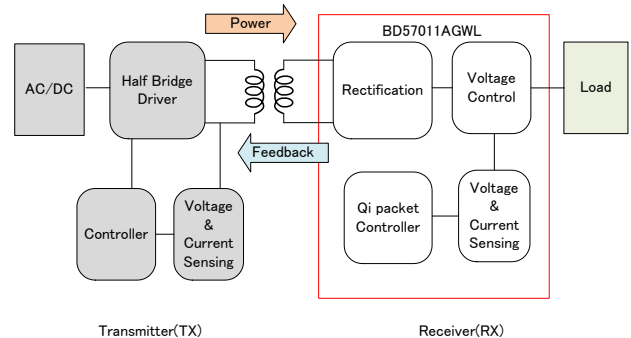 Power
BD57011AGWL
AC/DC
Half Bridge
Driver
Rectification
Voltage
Control
Load
Feedback
Controller
Voltage
&
Current
Sensing
Qi packet
Controller
Voltage
&
Current
Sensing
Transmitter(TX)
Receiver(RX)